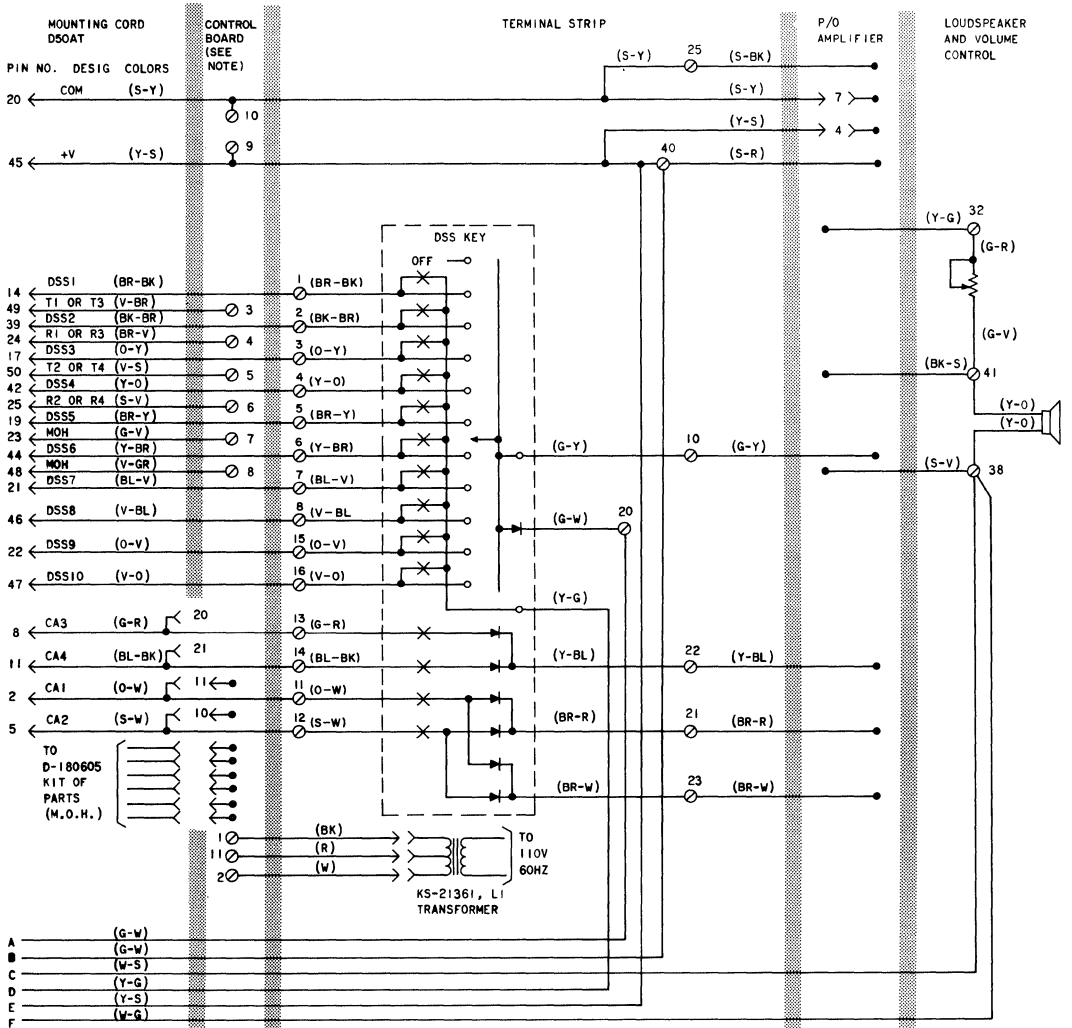 MOUNTING CORD
D50AT
CONTROL
BOARD
(SEE
NOTE)
TERMINAL STRIP
P/O
AMPLIFIER
LOUDSPEAKER
AND VOLUME
CONTROL
PIN NO. DESIG COLORS
(S-Y) 25 (S-BK)
20 COM (S-Y) (S-Y) 7
10
(Y-S) 4
9
45 +V (Y-S) 40 (S-R)
(Y-G) 32
(G-R)
DSS KEY
OFF
14 DSS1 (BR-BK) 1 (BR-BK)
49 T1 OR T3 (V-BR) 3
39 DSS2 (BK-BR) 2 (BK-BR)
24 R1 OR R3 (BR-V) 4
(G-V)
17 DSS3 (O-Y) 3 (O-Y)
50 T2 OR T4 (V-S) 5
(BK-S) 41
42 DSS4 (Y-O) 4 (Y-O)
25 R2 OR R4 (S-V) 6
(Y-O)
19 DSS5 (BR-Y) 5 (BR-Y)
(Y-O)
23 MOH (G-V) 7
44 DSS6 (Y-BR) 6 (Y-BR) (G-Y) 10 (G-Y)
48 MOH (V-GR) 8
(S-V) 38
21 DSS7 (BL-V) 7 (BL-V)
46 DSS8 (V-BL) 8 (V-BL
(G-W) 20
22 DSS9 (O-V) 15 (O-V)
47 DSS10 (V-O) 16 (V-O)
(Y-G)
8 CA3 (G-R) 20 13 (G-R)
11 CA4 (BL-BK) 21 14 (BL-BK) (Y-BL) 22 (Y-BL)
2 CA1 (O-W) 11 11 (O-W)
5 CA2 (S-W) 10 12 (S-W) (BR-R) 21 (BR-R)
TO
D-180605
KIT OF
PARTS
(M.O.H.)
(BR-W) 23 (BR-W)
1 (BK)
11 (R)
2 (W)
TO
110V
60HZ
KS-21361, L1
TRANSFORMER
A (G-W)
B (G-W)
C (W-S)
D (Y-G)
E (Y-S)
F (W-G)